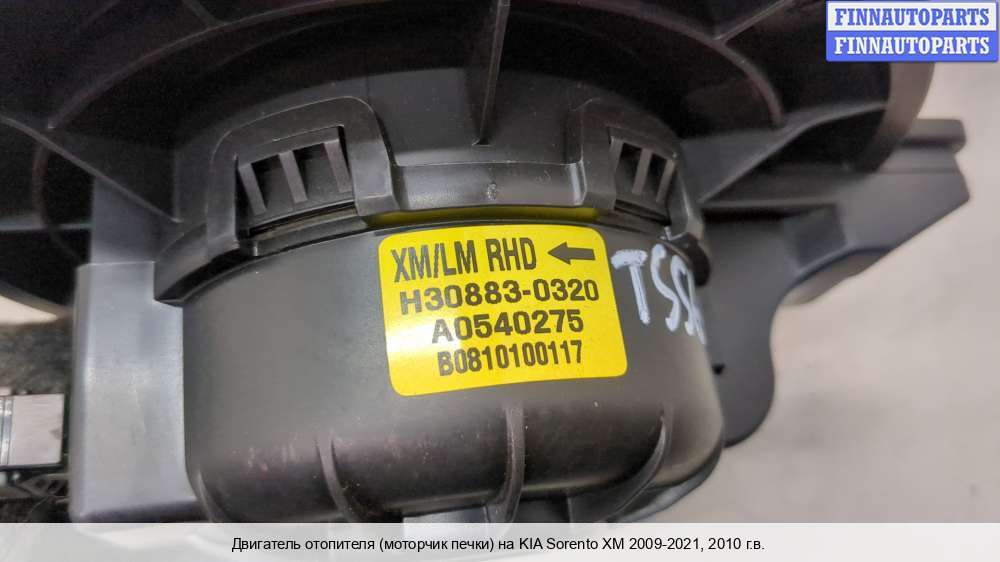 FINNAUTOPARTS
FINNAUTOPARTS
XM/LM RHD ←
H30883-0320
A0540275
B0810100117
Двигатель отопителя (моторчик печки) на KIA Sorento XM 2009-2021, 2010 г.в.